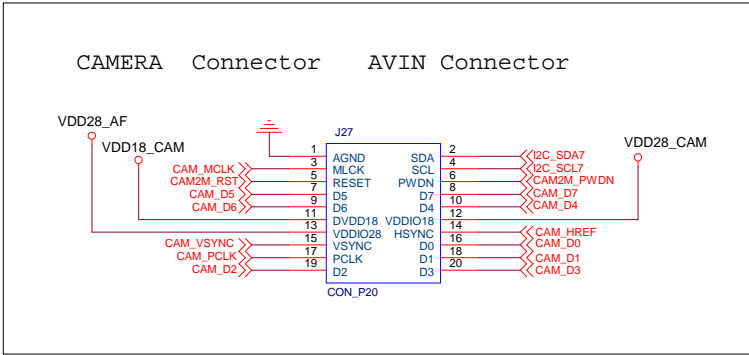 CAMERA Connector AVIN Connector
VDD28_AF
J27
VDD18_CAM
VDD28_CAM
1 AGND SDA 2 I2C_SDA7
CAM_MCLK 3 MLCK SCL 4 I2C_SCL7
CAM2M_RST 5 RESET PWDN 6 CAM2M_PWDN
CAM_D5 7 D5 D7 8 CAM_D7
CAM_D6 9 D6 D4 10 CAM_D4
11 DVDD18 VDDIO18 12
13 VDDIO28 HSYNC 14 CAM_HREF
CAM_VSYNC 15 VSYNC D0 16 CAM_D0
CAM_PCLK 17 PCLK D1 18 CAM_D1
CAM_D2 19 D2 D3 20 CAM_D3
CON_P20